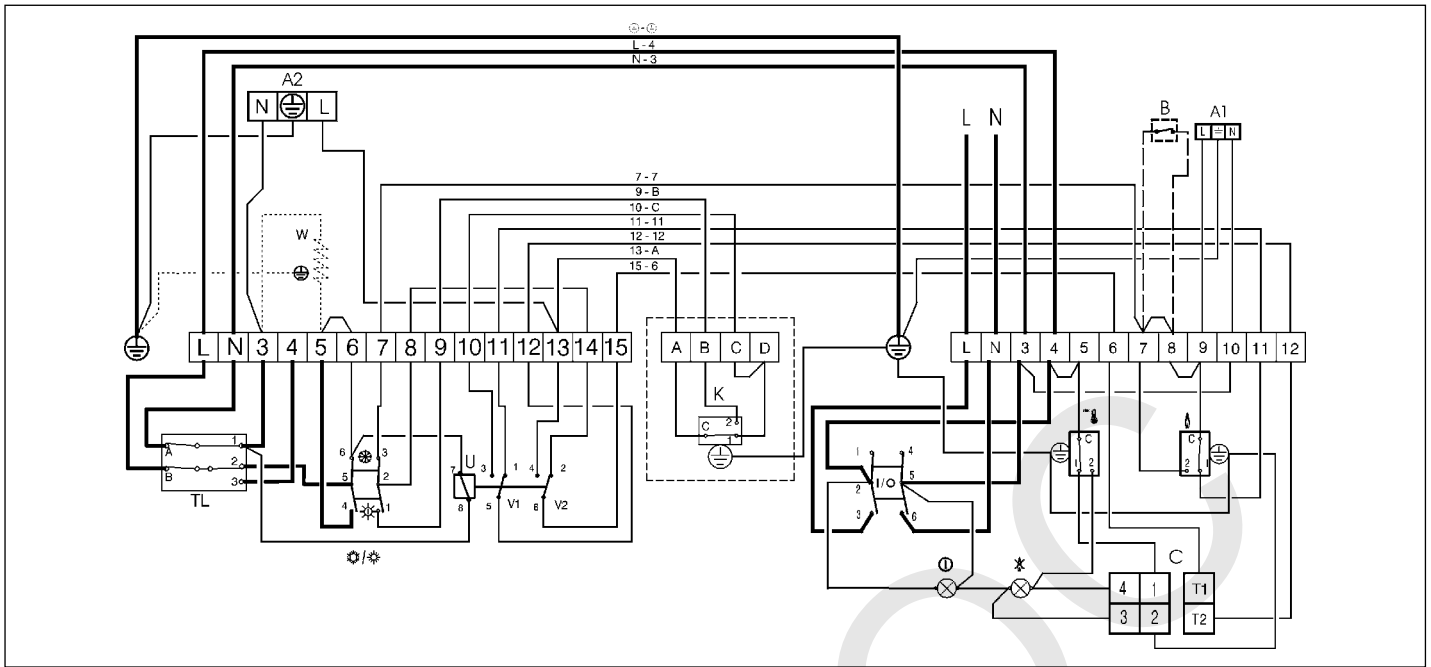 L - 4
N - 3
A2
N L
L N
B
A1
L N
7 - 7
9 - B
10 - C
11 - 11
12 - 12
13 - A
15 - 6
W
L N 3 4 5 6 7 8 9 10 11 12 13 14 15
A B C D
L N 3 4 5 6 7 8 9 10 11 12
K
C 2 1
A 1
B 2
3
TL
6 3
5 2
4 1
U
7
8
3 1
5 V1
4 2
6 V2
1 4
2 I/O 5
3 6
C
1 2
C
2 1
C
4 1 T1
3 2 T2